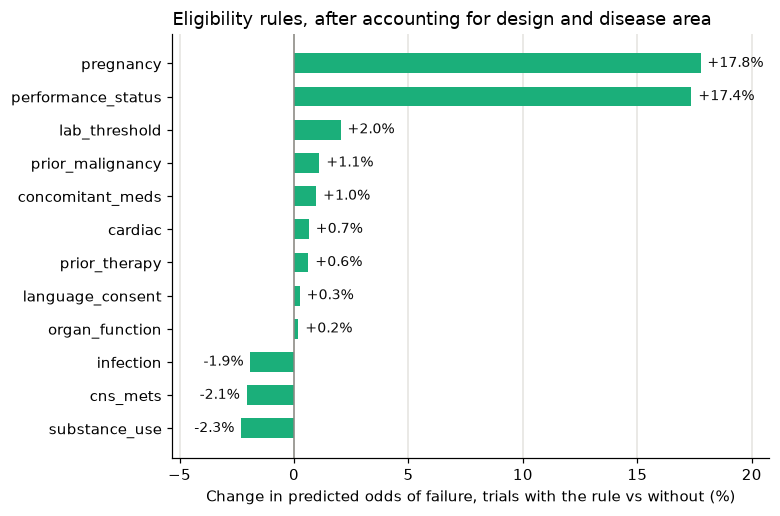 Eligibility rules, after accounting for design and disease area
pregnancy +17.8%
performance_status +17.4%
lab_threshold +2.0%
prior_malignancy +1.1%
concomitant_meds +1.0%
cardiac +0.7%
prior_therapy +0.6%
language_consent +0.3%
organ_function +0.2%
infection -1.9%
cns_mets -2.1%
substance_use -2.3%
−5 0 5 10 15 20
Change in predicted odds of failure, trials with the rule vs without (%)